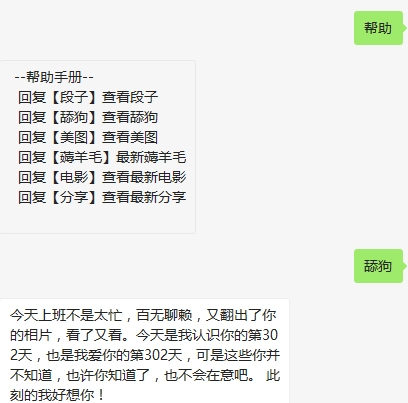 帮助
--帮助手册--
回复【段子】查看段子
回复【舔狗】查看舔狗
回复【美图】查看美图
回复【薅羊毛】最新薅羊毛
回复【电影】查看最新电影
回复【分享】查看最新分享
舔狗
今天上班不是太忙，百无聊赖，又翻出了你
的相片，看了又看。今天是我认识你的第30
2天，也是我爱你的第302天，可是这些你并
不知道，也许你知道了，也不会在意吧。 此
刻的我好想你！